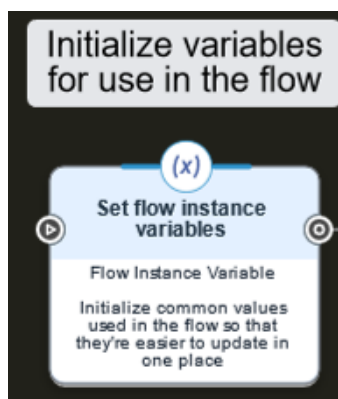 Initialize variables
for use in the flow
(x)
Set flow instance
variables
Flow Instance Variable
Initialize common values
used in the flow so that
they're easier to update in
one place